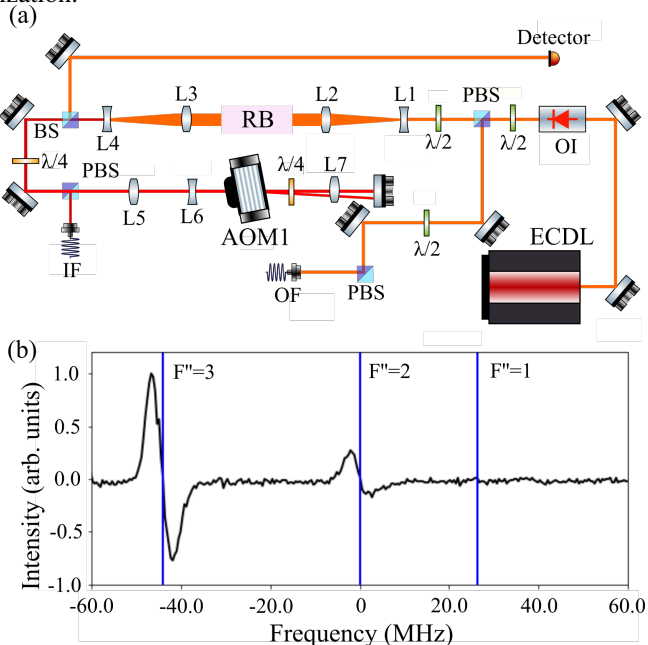 ization.
(a)
Detector
L3
L2
L1
PBS
RB
BS
L4
λ/2
λ/2
OI
λ/4
PBS
λ/4
L7
L5
L6
AOM1
λ/2
ECDL
IF
OF
PBS
(b)
F"=3
F"=2
F"=1
1.0
0.5
0.0
-0.5
-1.0
Intensity (arb. units)
-60.0
-40.0
-20.0
0
20.0
40.0
60.0
Frequency (MHz)